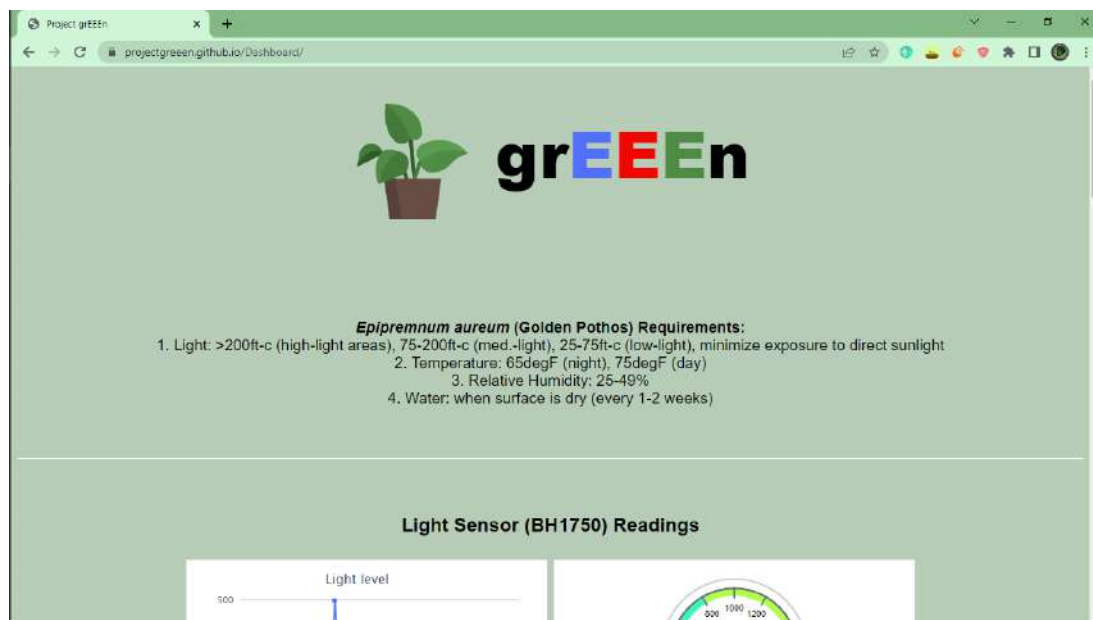 Project grEEEn
projectgreeen.github.io/Dashboard/
grEEEn
Epipremnum aureum (Golden Pothos) Requirements:
1. Light: >200ft-c (high-light areas), 75-200ft-c (med.-light), 25-75ft-c (low-light), minimize exposure to direct sunlight
2. Temperature: 65degF (night), 75degF (day)
3. Relative Humidity: 25-49%
4. Water: when surface is dry (every 1-2 weeks)
Light Sensor (BH1750) Readings
Light level
500
800 1000 1200